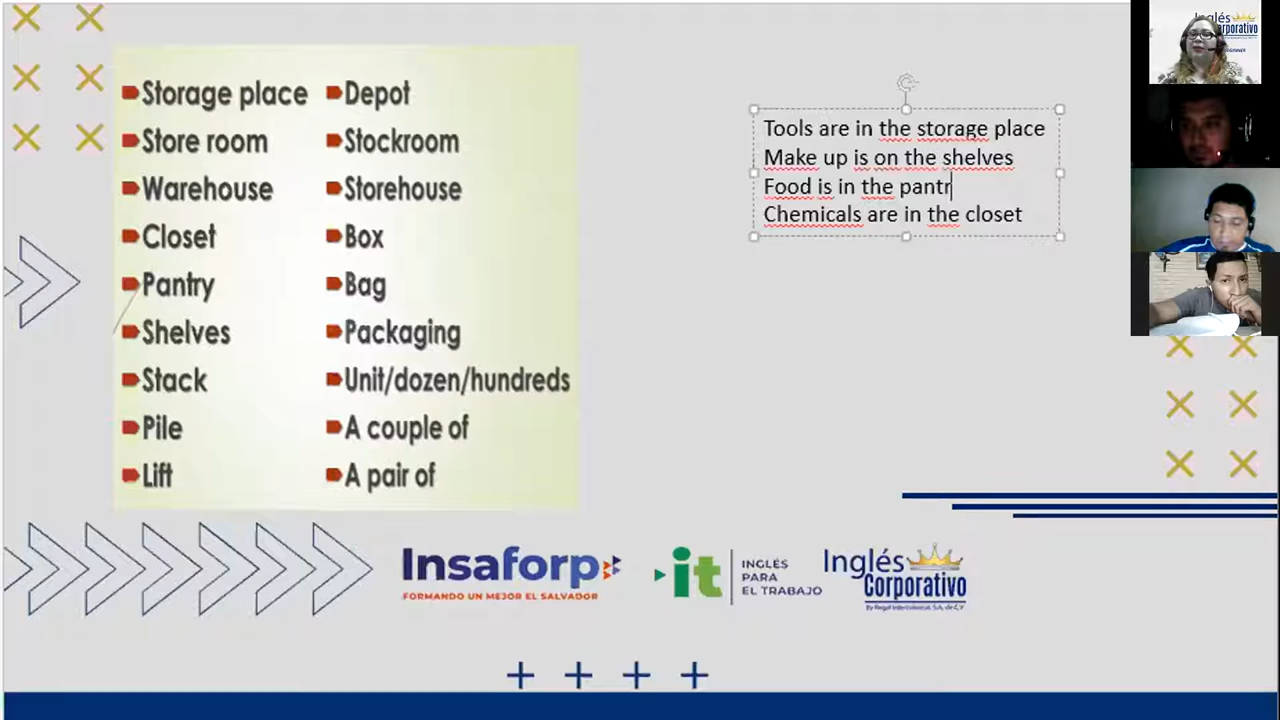 Storage place
Store room
Warehouse
Closet
Pantry
Shelves
Stack
Pile
Lift
Depot
Stockroom
Storehouse
Box
Bag
Packaging
Unit/dozen/hundreds
A couple of
A pair of
Tools are in the storage place
Make up is on the shelves
Food is in the pantr
Chemicals are in the closet
Insaforp
FORMANDO UN MEJOR EL SALVADOR
it
INGLÉS
PARA
EL TRABAJO
Inglés
Corporativo
Inglés